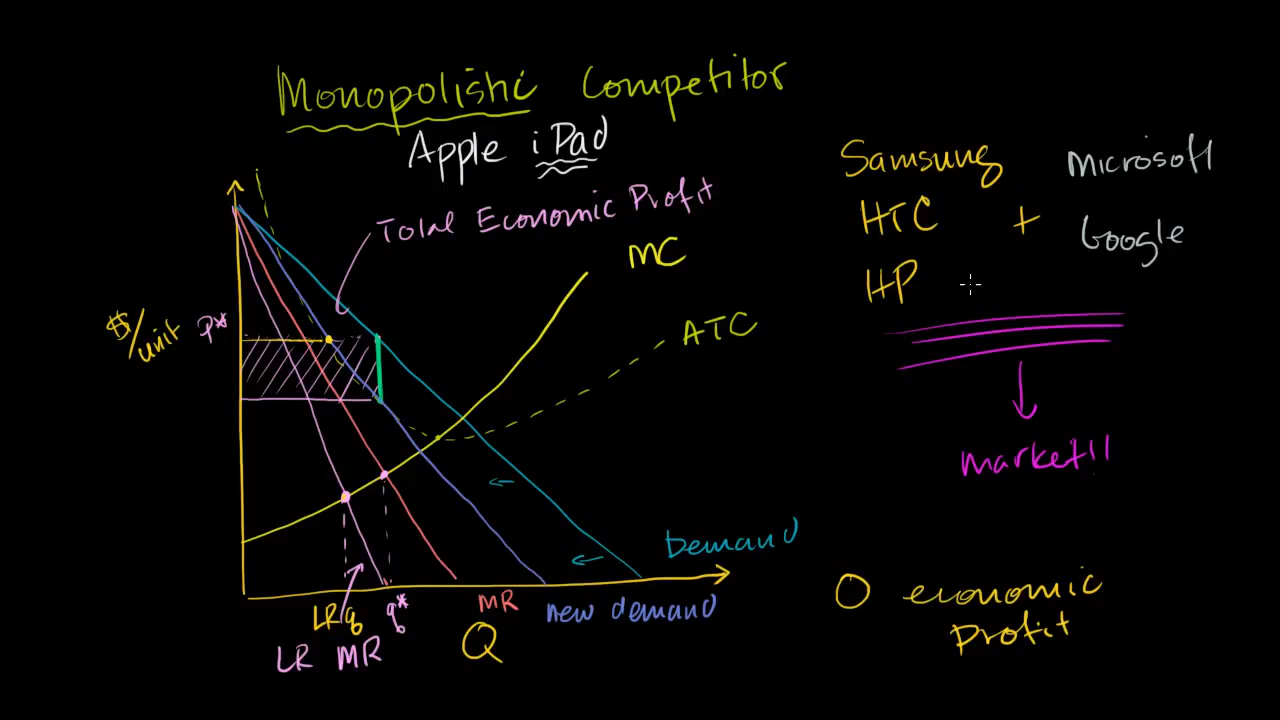 Monopolistic Competitor
Apple iPad
Samsung
Microsoft
HTC +
Google
HP
Total Economic Profit
MC
$/unit
P*
ATC
market!!
Demand
MR
new demand
LR q
q*
LR MR
Q
0 economic
profit